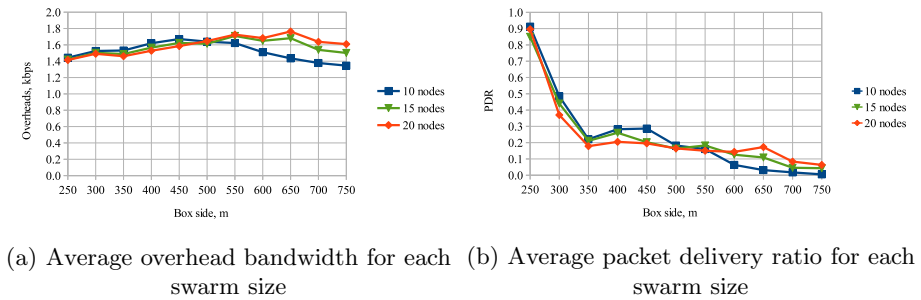 2.0
1.8
1.6
1.4
1.2
1.0
0.8
0.6
0.4
0.2
0.0
Overheads, kbps
250 300 350 400 450 500 550 600 650 700 750
Box side, m
10 nodes
15 nodes
20 nodes
1.0
0.9
0.8
0.7
0.6
0.5
0.4
0.3
0.2
0.1
0.0
PDR
250 300 350 400 450 500 550 600 650 700 750
Box side, m
10 nodes
15 nodes
20 nodes
(a) Average overhead bandwidth for each
swarm size
(b) Average packet delivery ratio for each
swarm size